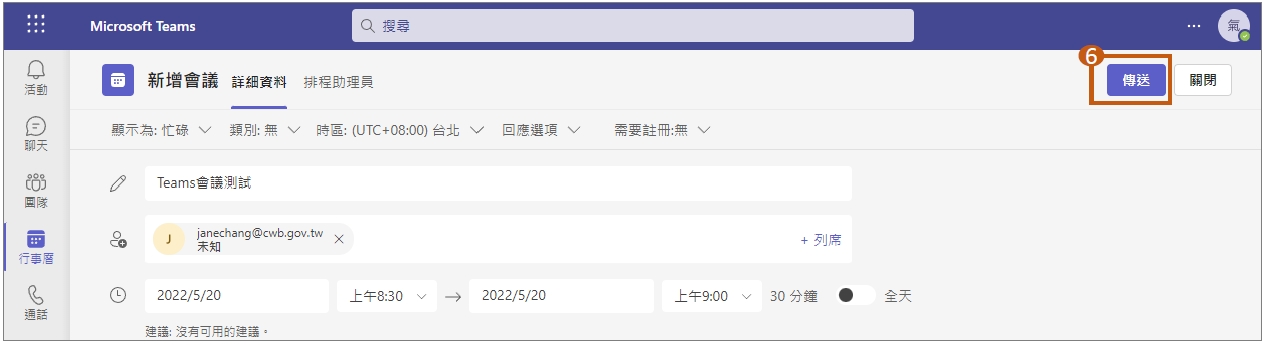 Microsoft Teams
搜尋
氣
活動
聊天
團隊
行事曆
通話
新增會議 詳細資料 排程助理員
6
傳送 關閉
顯示為: 忙碌 類別: 無 時區: (UTC+08:00) 台北 回應選項 需要註冊:無
Teams會議測試
J
janechang@cwb.gov.tw
未知
+ 列席
2022/5/20 上午8:30 → 2022/5/20 上午9:00 30 分鐘 全天
建議: 沒有可用的建議。